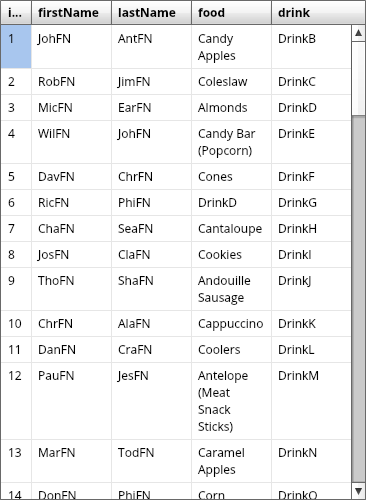 i... firstName lastName food drink
1 JohFN AntFN Candy DrinkB
Apples
2 RobFN JimFN Coleslaw DrinkC
3 MicFN EarFN Almonds DrinkD
4 WilFN JohFN Candy Bar DrinkE
(Popcorn)
5 DavFN ChrFN Cones DrinkF
6 RicFN PhiFN DrinkD DrinkG
7 ChaFN SeaFN Cantaloupe DrinkH
8 JosFN ClaFN Cookies DrinkI
9 ThoFN ShaFN Andouille DrinkJ
Sausage
10 ChrFN AlaFN Cappuccino DrinkK
11 DanFN CraFN Coolers DrinkL
12 PauFN JesFN Antelope DrinkM
(Meat
Snack
Sticks)
13 MarFN TodFN Caramel DrinkN
Apples
14 DonFN PhiFN Corn DrinkO